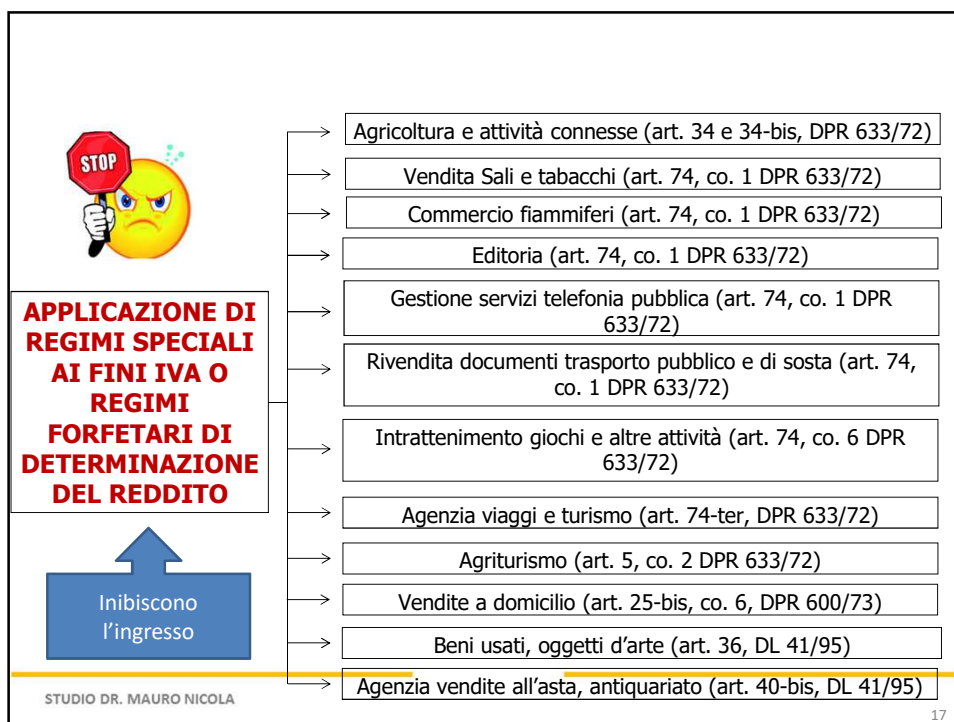 STOP
APPLICAZIONE DI
REGIMI SPECIALI
AI FINI IVA O
REGIMI
FORFETARI DI
DETERMINAZIONE
DEL REDDITO
Inibiscono
l’ingresso
Agricoltura e attività connesse (art. 34 e 34-bis, DPR 633/72)
Vendita Sali e tabacchi (art. 74, co. 1 DPR 633/72)
Commercio fiammiferi (art. 74, co. 1 DPR 633/72)
Editoria (art. 74, co. 1 DPR 633/72)
Gestione servizi telefonia pubblica (art. 74, co. 1 DPR
633/72)
Rivendita documenti trasporto pubblico e di sosta (art. 74,
co. 1 DPR 633/72)
Intrattenimento giochi e altre attività (art. 74, co. 6 DPR
633/72)
Agenzia viaggi e turismo (art. 74-ter, DPR 633/72)
Agriturismo (art. 5, co. 2 DPR 633/72)
Vendite a domicilio (art. 25-bis, co. 6, DPR 600/73)
Beni usati, oggetti d’arte (art. 36, DL 41/95)
Agenzia vendite all’asta, antiquariato (art. 40-bis, DL 41/95)
STUDIO DR. MAURO NICOLA
17